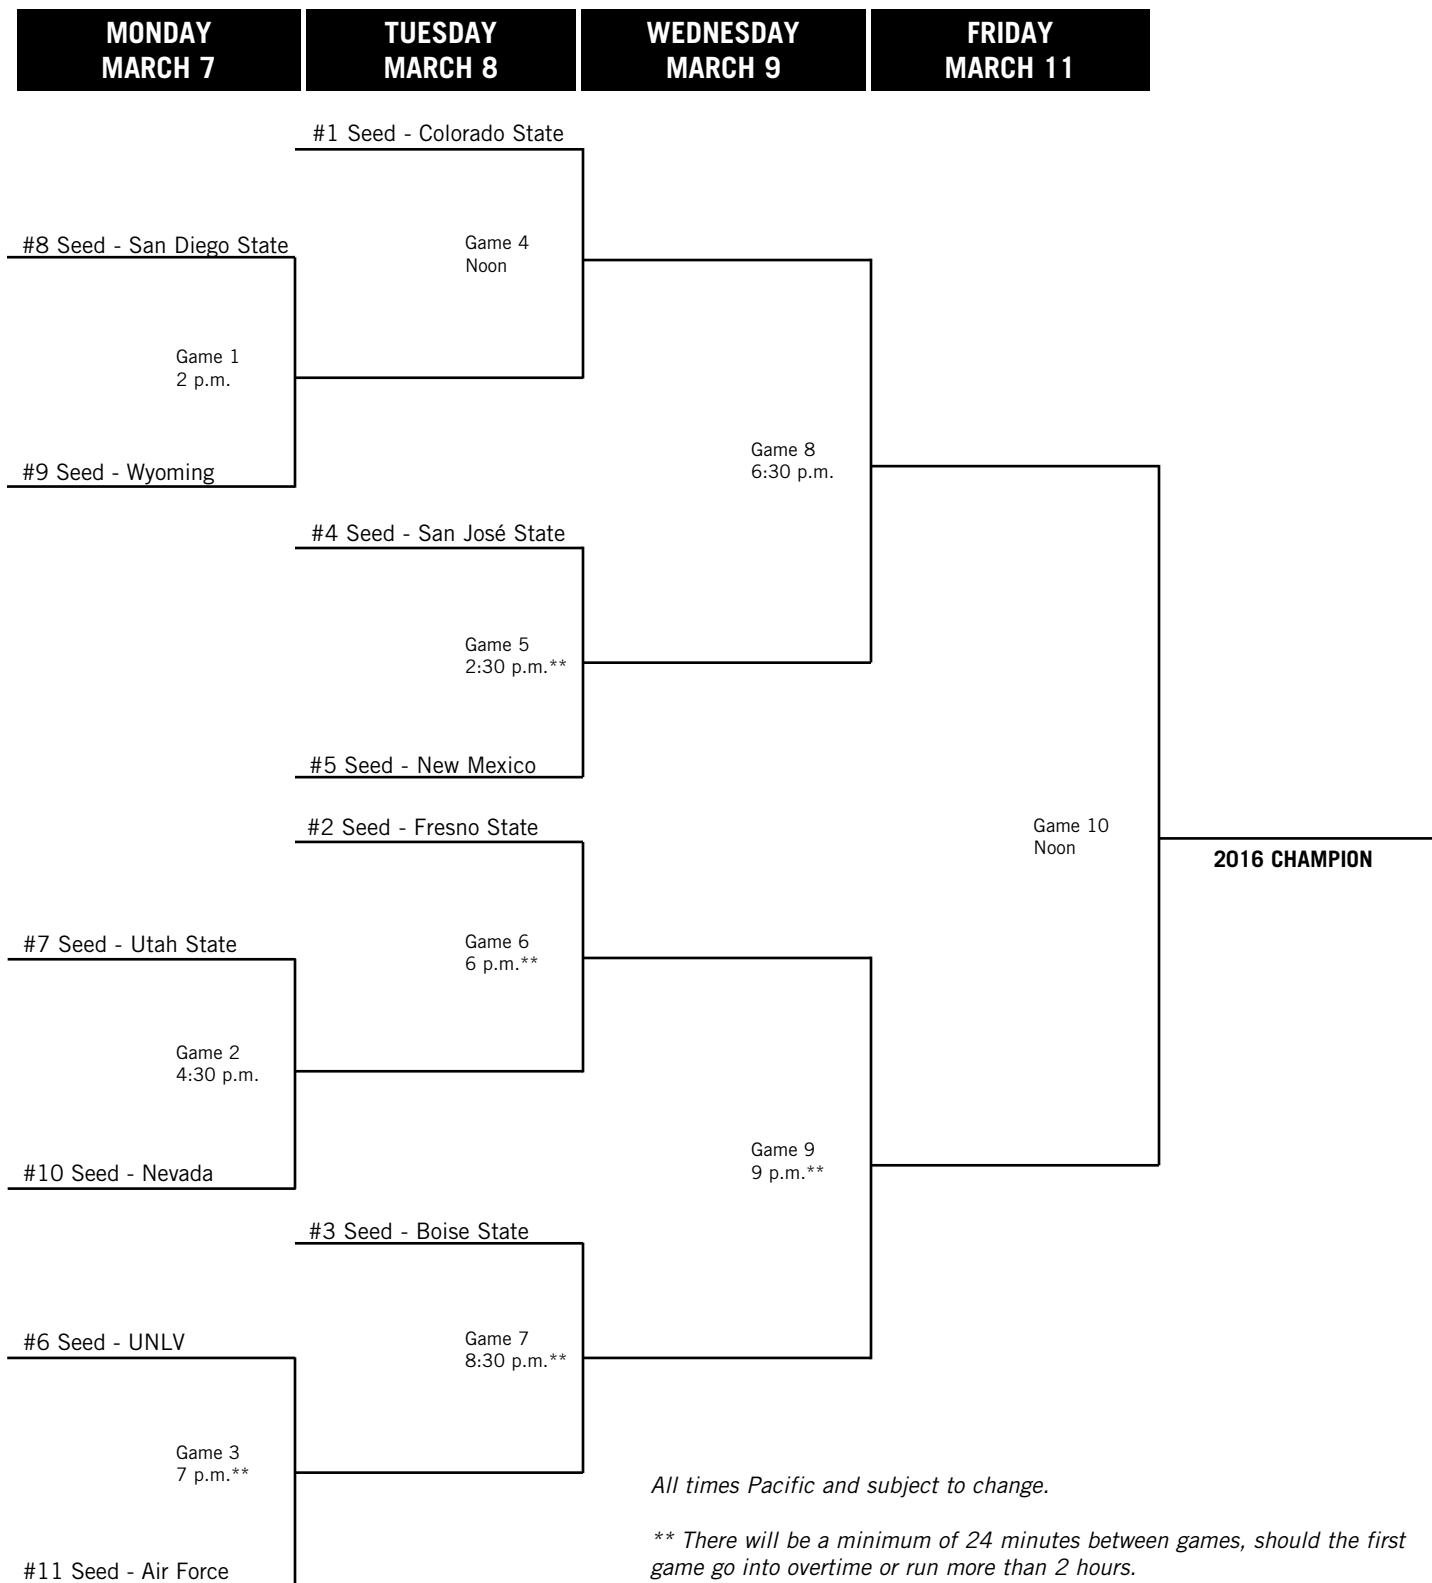 MONDAY
MARCH 7
TUESDAY
MARCH 8
WEDNESDAY
MARCH 9
FRIDAY
MARCH 11
#1 Seed - Colorado State
#8 Seed - San Diego State
Game 4
Noon
Game 1
2 p.m.
#9 Seed - Wyoming
Game 8
6:30 p.m.
#4 Seed - San José State
Game 5
2:30 p.m.**
#5 Seed - New Mexico
#2 Seed - Fresno State
Game 10
Noon
2016 CHAMPION
#7 Seed - Utah State
Game 6
6 p.m.**
Game 2
4:30 p.m.
#10 Seed - Nevada
Game 9
9 p.m.**
#3 Seed - Boise State
#6 Seed - UNLV
Game 7
8:30 p.m.**
Game 3
7 p.m.**
#11 Seed - Air Force
All times Pacific and subject to change.
** There will be a minimum of 24 minutes between games, should the first
game go into overtime or run more than 2 hours.